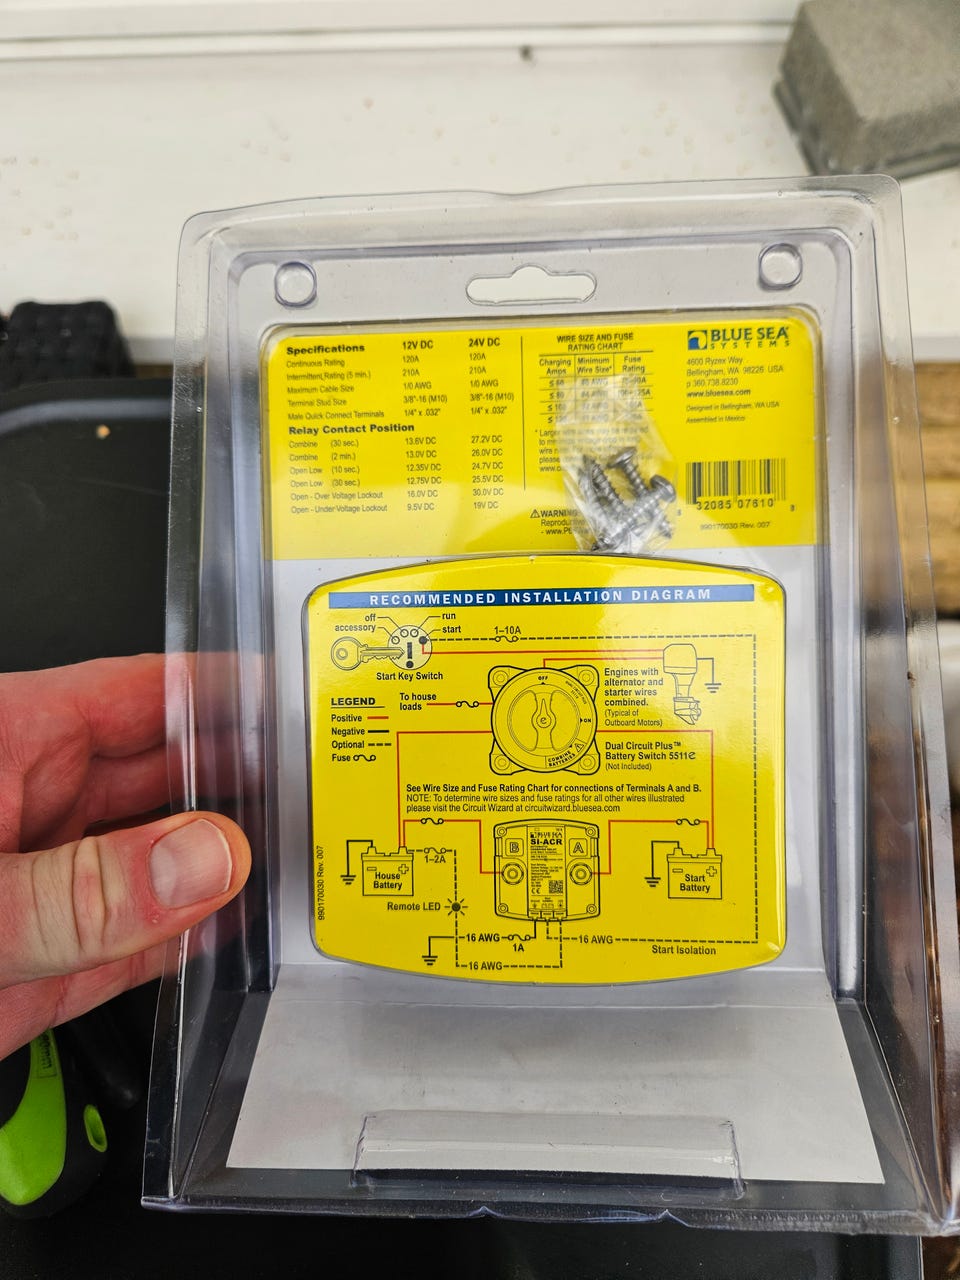 Specifications 12V DC 24V DC
Continuous Rating 120A 120A
Intermittent Rating (5 min.) 210A 210A
Maximum Cable Size 1/0 AWG 1/0 AWG
Terminal Stud Size 3/8"-16 (M10) 3/8"-16 (M10)
Male Quick Connect Terminals 1/4" x .032" 1/4" x .032"
Relay Contact Position
Combine (30 sec.) 13.6V DC 27.2V DC
Combine (2 min.) 13.0V DC 26.0V DC
Open Low (10 sec.) 12.35V DC 24.7V DC
Open Low (30 sec.) 12.75V DC 25.5V DC
Open - Over Voltage Lockout 16.0V DC 30.0V DC
Open - Under Voltage Lockout 9.5V DC 19V DC
WIRE SIZE AND FUSE
RATING CHART
Charging Minimum Fuse
Amps Wire Size* Rating
* Larger
to minimize
wire run.
please
www.
⚠WARNING
Reproductive
BLUE SEA
SYSTEMS
4600 Ryzex Way
Bellingham, WA 98226 USA
p 360.738.8230
www.bluesea.com
Designed in Bellingham, WA USA
Assembled in Mexico
32085 07610
990170030 Rev. 007
RECOMMENDED INSTALLATION DIAGRAM
off
accessory
run
start
1–10A
Start Key Switch
LEGEND
Positive
Negative
Optional
Fuse
To house
loads
OFF
ON
COMBINE
BATTERIES
Engines with
alternator and
starter wires
combined.
(Typical of
Outboard Motors)
Dual Circuit Plus™
Battery Switch 5511e
(Not Included)
See Wire Size and Fuse Rating Chart for connections of Terminals A and B.
NOTE: To determine wire sizes and fuse ratings for all other wires illustrated
please visit the Circuit Wizard at circuitwizard.bluesea.com
BLUE SEA
SI-ACR
B
A
House
Battery
1–2A
Remote LED
Start
Battery
16 AWG
1A
16 AWG
16 AWG
Start Isolation
990170030 Rev. 007